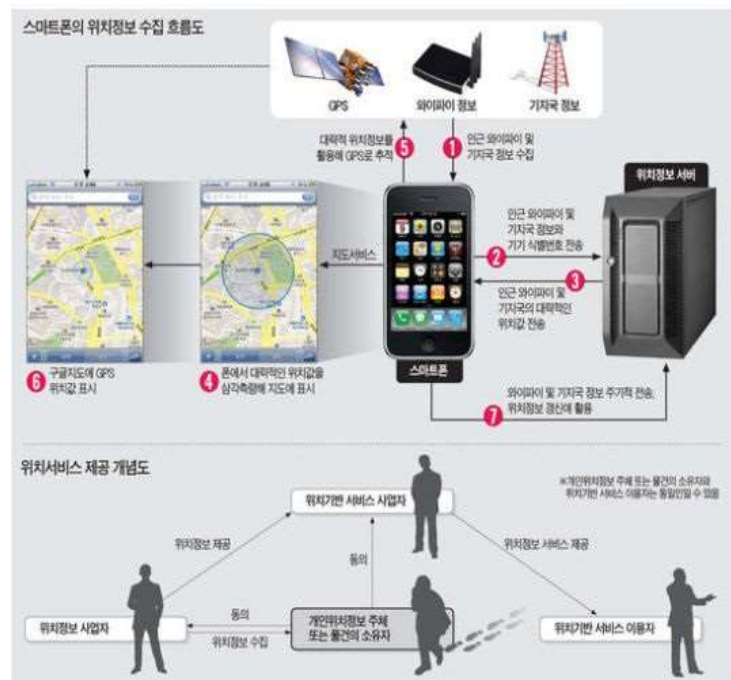 스마트폰의 위치정보 수집 흐름도
GPS
와이파이 정보
기지국 정보
대략적 위치정보를
활용해 GPS로 추적
5
1
인근 와이파이 및
기지국 정보 수집
위치정보 서버
지도서비스
2
인근 와이파이 및
기지국 정보와
기기 식별번호 전송
3
인근 와이파이 및
기지국의 대략적인
위치값 전송
6
구글지도에 GPS
위치값 표시
4
폰에서 대략적인 위치값을
삼각측량해 지도에 표시
스마트폰
7
와이파이 및 기지국 정보 주기적 전송,
위치정보 갱신에 활용
위치서비스 제공 개념도
※개인위치정보 주체 또는 물건의 소유자와
위치기반 서비스 이용자는 동일인일 수 있음
위치기반 서비스 사업자
위치정보 제공
동의
위치정보 서비스 제공
위치정보 사업자
동의
위치정보 수집
개인위치정보 주체
또는 물건의 소유자
위치기반 서비스 이용자